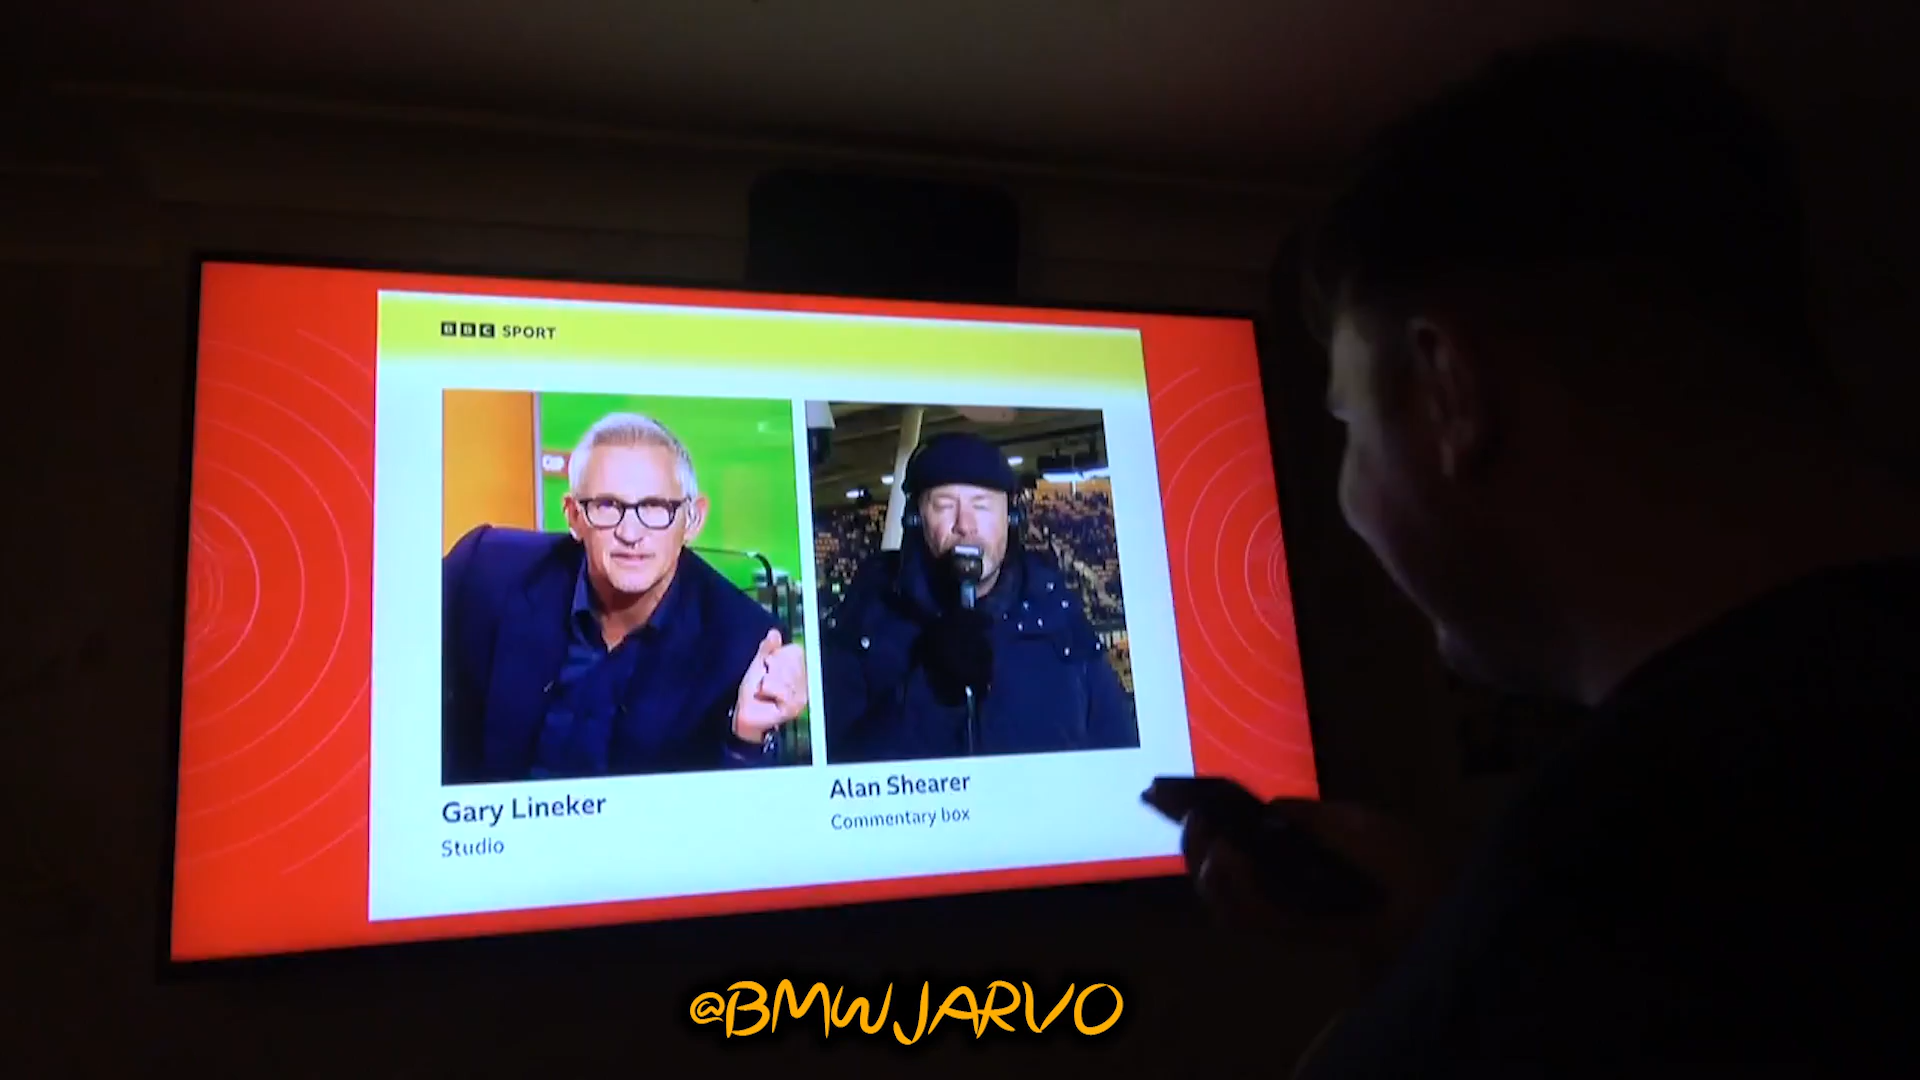 BBC SPORT
Gary Lineker
Studio
Alan Shearer
Commentary box
@BMWJARVO